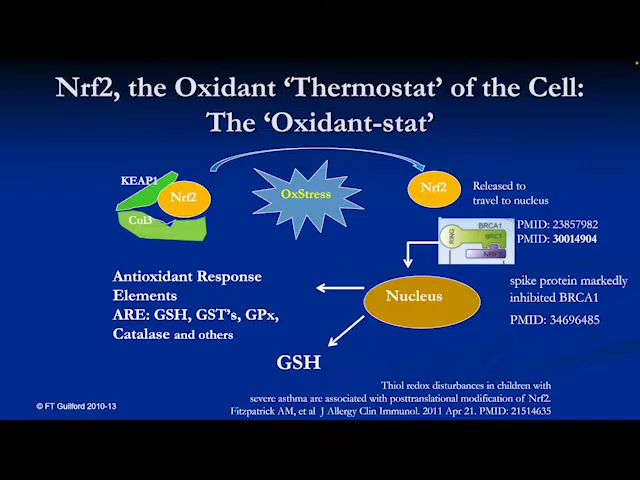 Nrf2, the Oxidant ‘Thermostat’ of the Cell:
The ‘Oxidant-stat’
KEAP1
Nrf2
Cul3
OxStress
Nrf2
Released to
travel to nucleus
RING
BRCA1
BRCT
NRF2
PMID: 23857982
PMID: 30014904
Antioxidant Response
Elements
ARE: GSH, GST’s, GPx,
Catalase and others
Nucleus
spike protein markedly
inhibited BRCA1
PMID: 34696485
GSH
Thiol redox disturbances in children with
severe asthma are associated with posttranslational modification of Nrf2.
Fitzpatrick AM, et al J Allergy Clin Immunol. 2011 Apr 21. PMID: 21514635
© FT Guilford 2010-13